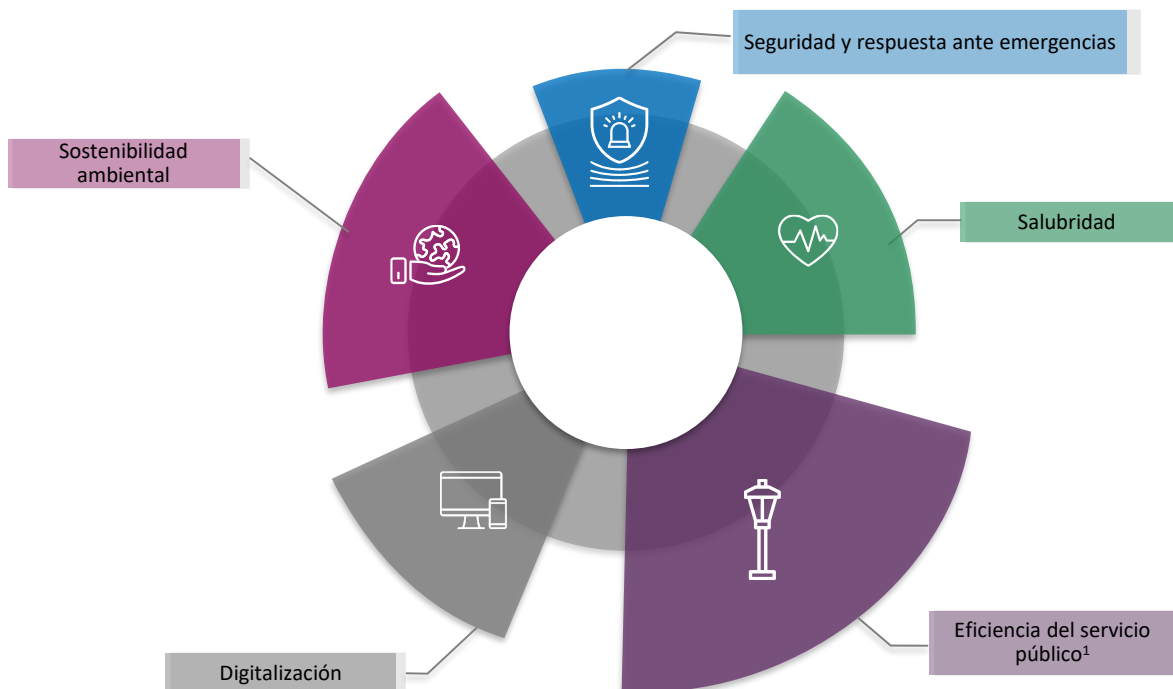 Seguridad y respuesta ante emergencias
Sostenibilidad
ambiental
Salubridad
Eficiencia del servicio
público¹
Digitalización